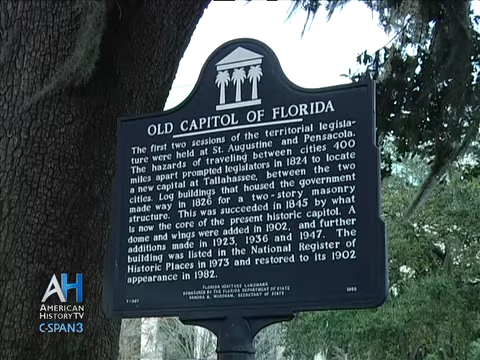 OLD CAPITOL OF FLORIDA
The first two sessions of the territorial legisla-
ture were held at St. Augustine and Pensacola.
The hazards of traveling between cities 400
miles apart prompted legislators in 1824 to locate
a new capital at Tallahassee, between the two
cities. Log buildings that housed the government
made way in 1826 for a two-story masonry
structure. This was succeeded in 1845 by what
is now the core of the present historic capitol. A
dome and wings were added in 1902, and further
additions made in 1923, 1936 and 1947. The
building was listed in the National Register of
Historic Places in 1973 and restored to its 1902
appearance in 1982.
FLORIDA HERITAGE LANDMARK
SPONSORED BY THE FLORIDA DEPARTMENT OF STATE
SANDRA B. MORTHAM, SECRETARY OF STATE
AH
AMERICAN
HISTORY TV
C-SPAN 3